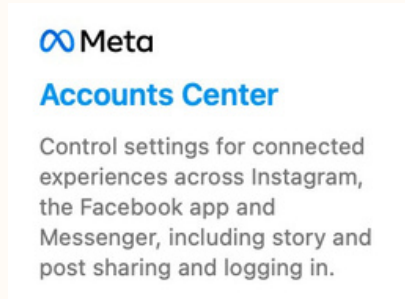 Meta
Accounts Center
Control settings for connected
experiences across Instagram,
the Facebook app and
Messenger, including story and
post sharing and logging in.